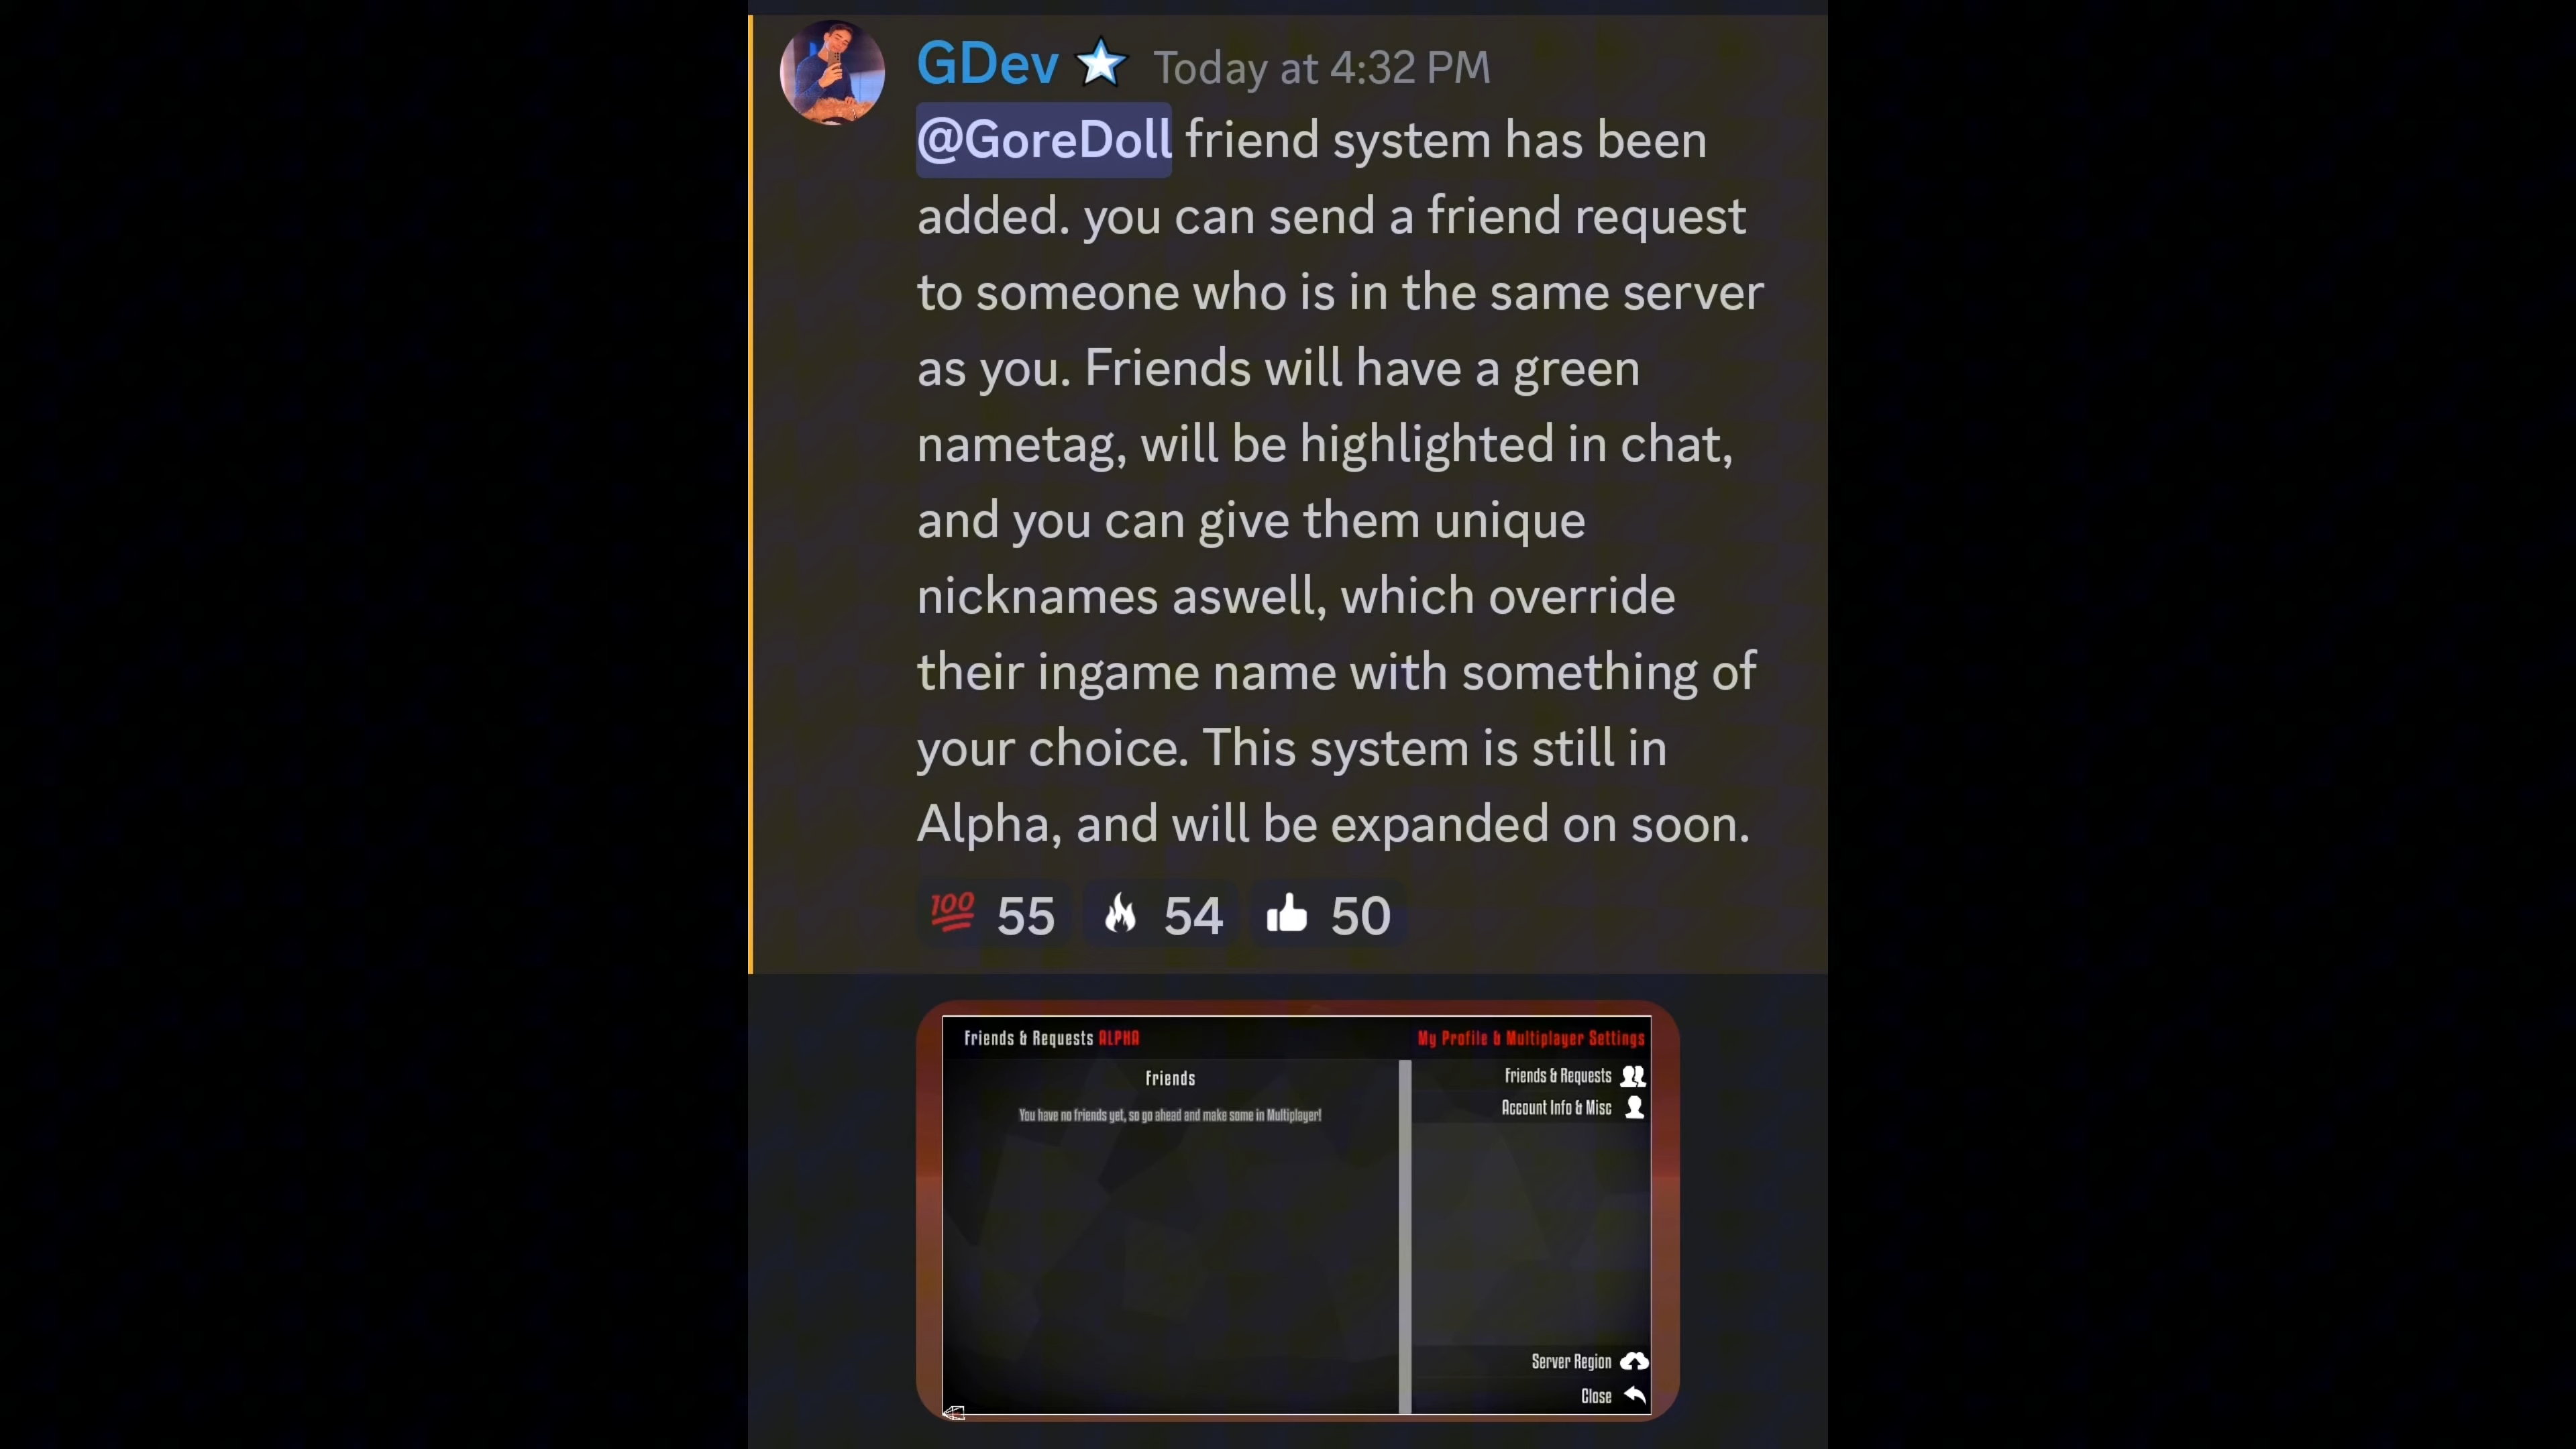 GDev Today at 4:32 PM
@GoreDoll friend system has been
added. you can send a friend request
to someone who is in the same server
as you. Friends will have a green
nametag, will be highlighted in chat,
and you can give them unique
nicknames aswell, which override
their ingame name with something of
your choice. This system is still in
Alpha, and will be expanded on soon.
100 55 54 50
Friends & Requests ALPHA
Friends
You have no friends yet, so go ahead and make some in Multiplayer!
My Profile & Multiplayer Settings
Friends & Requests
Account Info & Misc
Server Region
Close